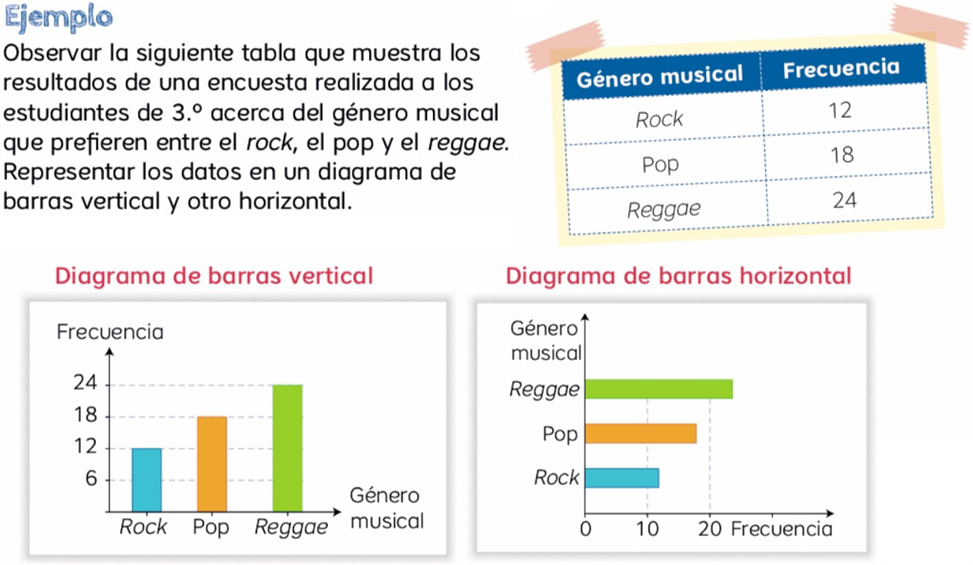 Ejemplo
Observar la siguiente tabla que muestra los
resultados de una encuesta realizada a los
estudiantes de 3.º acerca del género musical
que prefieren entre el rock, el pop y el reggae.
Representar los datos en un diagrama de
barras vertical y otro horizontal.
Género musical Frecuencia
Rock 12
Pop 18
Reggae 24
Diagrama de barras vertical
Frecuencia
24
18
12
6
Rock Pop Reggae
Género
musical
Diagrama de barras horizontal
Género
musical
Reggae
Pop
Rock
0 10 20 Frecuencia